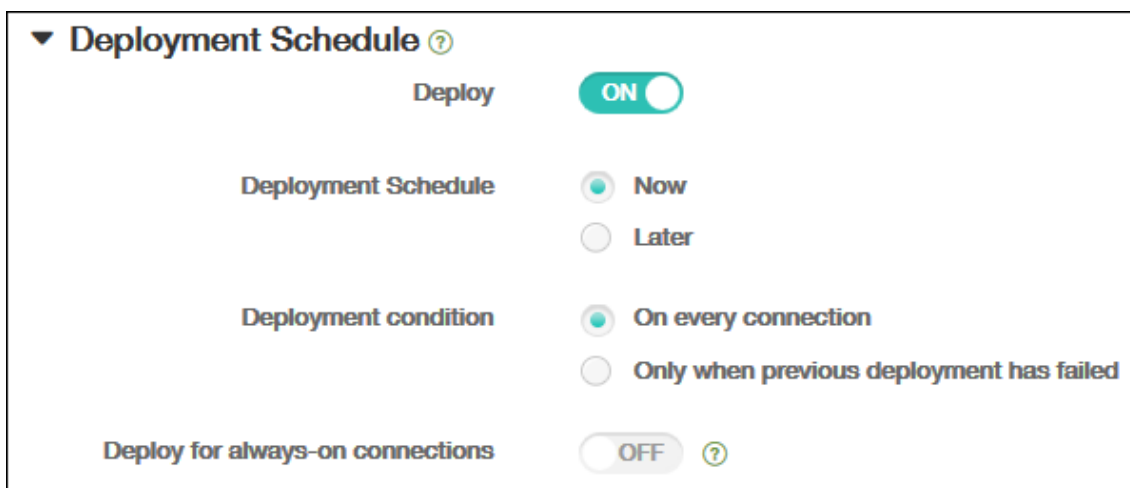 Deployment Schedule ?
Deploy ON
Deployment Schedule Now
Later
Deployment condition On every connection
Only when previous deployment has failed
Deploy for always-on connections OFF ?